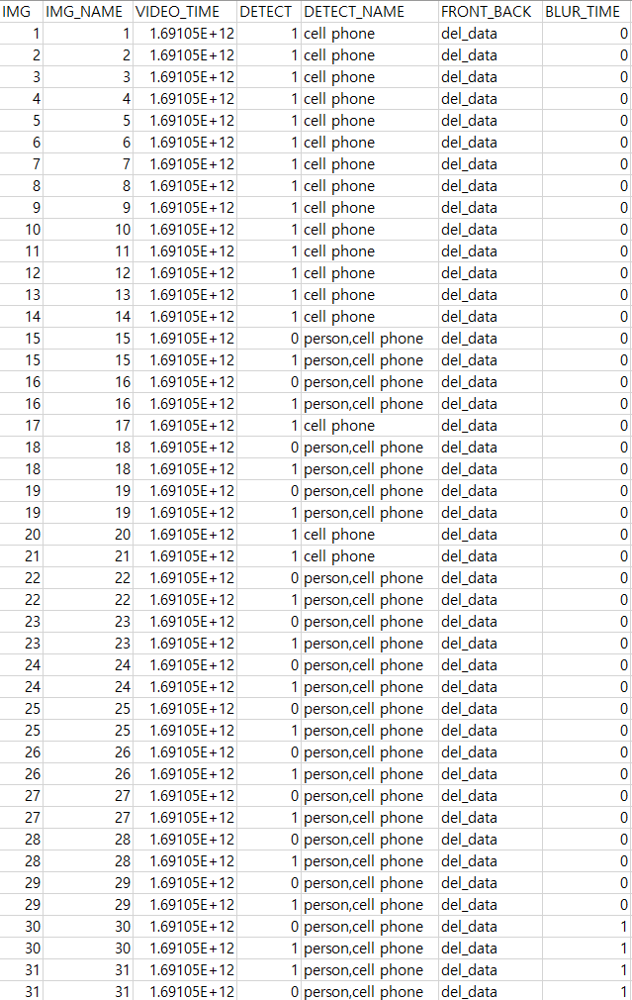 IMG IMG_NAME VIDEO_TIME DETECT DETECT_NAME FRONT_BACK BLUR_TIME
1 1 1.69105E+12 1 cell phone del_data 0
2 2 1.69105E+12 1 cell phone del_data 0
3 3 1.69105E+12 1 cell phone del_data 0
4 4 1.69105E+12 1 cell phone del_data 0
5 5 1.69105E+12 1 cell phone del_data 0
6 6 1.69105E+12 1 cell phone del_data 0
7 7 1.69105E+12 1 cell phone del_data 0
8 8 1.69105E+12 1 cell phone del_data 0
9 9 1.69105E+12 1 cell phone del_data 0
10 10 1.69105E+12 1 cell phone del_data 0
11 11 1.69105E+12 1 cell phone del_data 0
12 12 1.69105E+12 1 cell phone del_data 0
13 13 1.69105E+12 1 cell phone del_data 0
14 14 1.69105E+12 1 cell phone del_data 0
15 15 1.69105E+12 0 person,cell phone del_data 0
15 15 1.69105E+12 1 person,cell phone del_data 0
16 16 1.69105E+12 0 person,cell phone del_data 0
16 16 1.69105E+12 1 person,cell phone del_data 0
17 17 1.69105E+12 1 cell phone del_data 0
18 18 1.69105E+12 0 person,cell phone del_data 0
18 18 1.69105E+12 1 person,cell phone del_data 0
19 19 1.69105E+12 0 person,cell phone del_data 0
19 19 1.69105E+12 1 person,cell phone del_data 0
20 20 1.69105E+12 1 cell phone del_data 0
21 21 1.69105E+12 1 cell phone del_data 0
22 22 1.69105E+12 0 person,cell phone del_data 0
22 22 1.69105E+12 1 person,cell phone del_data 0
23 23 1.69105E+12 0 person,cell phone del_data 0
23 23 1.69105E+12 1 person,cell phone del_data 0
24 24 1.69105E+12 0 person,cell phone del_data 0
24 24 1.69105E+12 1 person,cell phone del_data 0
25 25 1.69105E+12 0 person,cell phone del_data 0
25 25 1.69105E+12 1 person,cell phone del_data 0
26 26 1.69105E+12 0 person,cell phone del_data 0
26 26 1.69105E+12 1 person,cell phone del_data 0
27 27 1.69105E+12 0 person,cell phone del_data 0
27 27 1.69105E+12 1 person,cell phone del_data 0
28 28 1.69105E+12 0 person,cell phone del_data 0
28 28 1.69105E+12 1 person,cell phone del_data 0
29 29 1.69105E+12 0 person,cell phone del_data 0
29 29 1.69105E+12 1 person,cell phone del_data 0
30 30 1.69105E+12 0 person,cell phone del_data 1
30 30 1.69105E+12 1 person,cell phone del_data 1
31 31 1.69105E+12 1 person,cell phone del_data 1
31 31 1.69105E+12 0 person,cell phone del_data 1